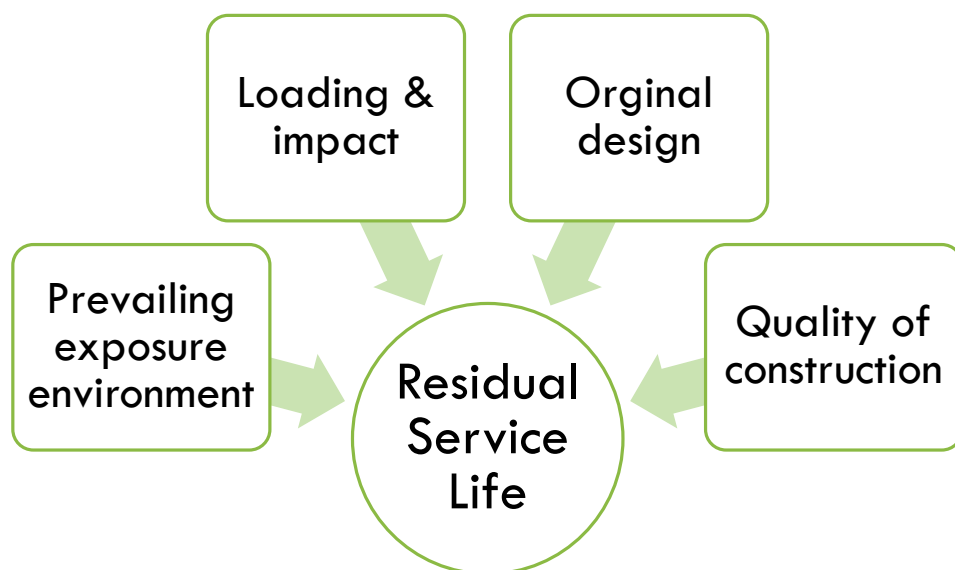 Loading &
impact
Orginal
design
Prevailing
exposure
environment
Quality of
construction
Residual
Service
Life